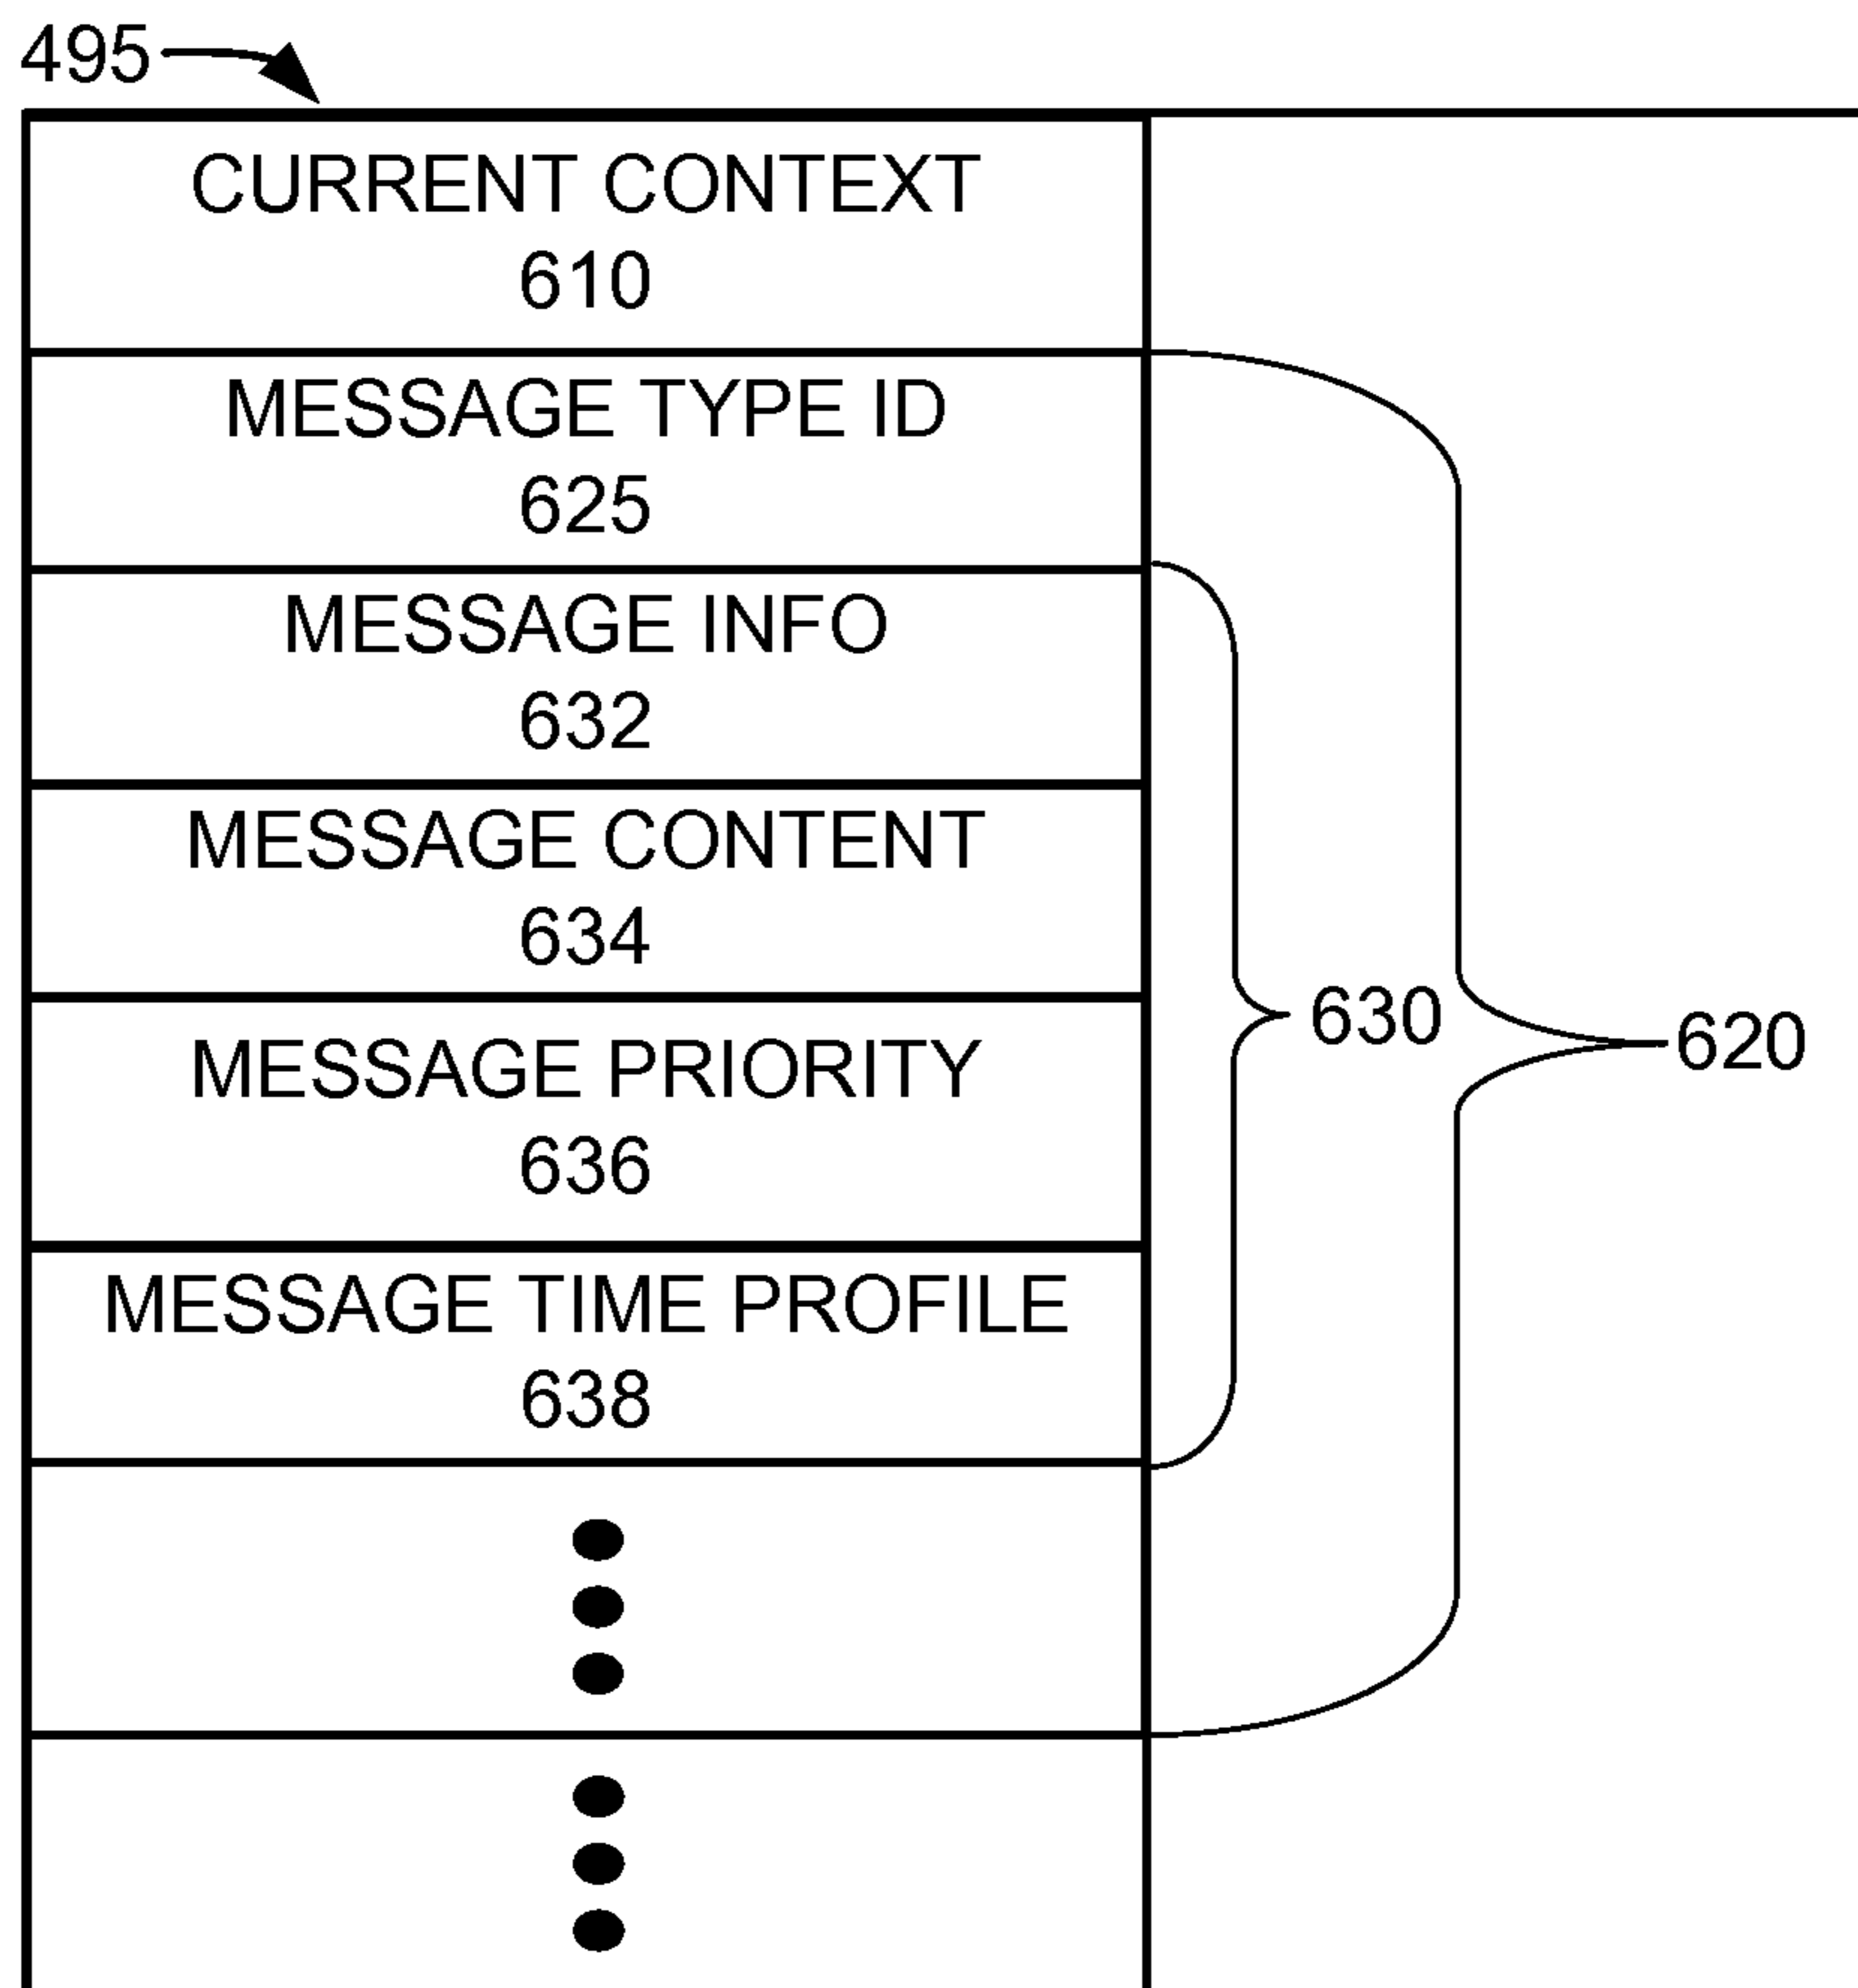 495
CURRENT CONTEXT
610
MESSAGE TYPE ID
625
MESSAGE INFO
632
MESSAGE CONTENT
634
630
620
MESSAGE PRIORITY
636
MESSAGE TIME PROFILE
638